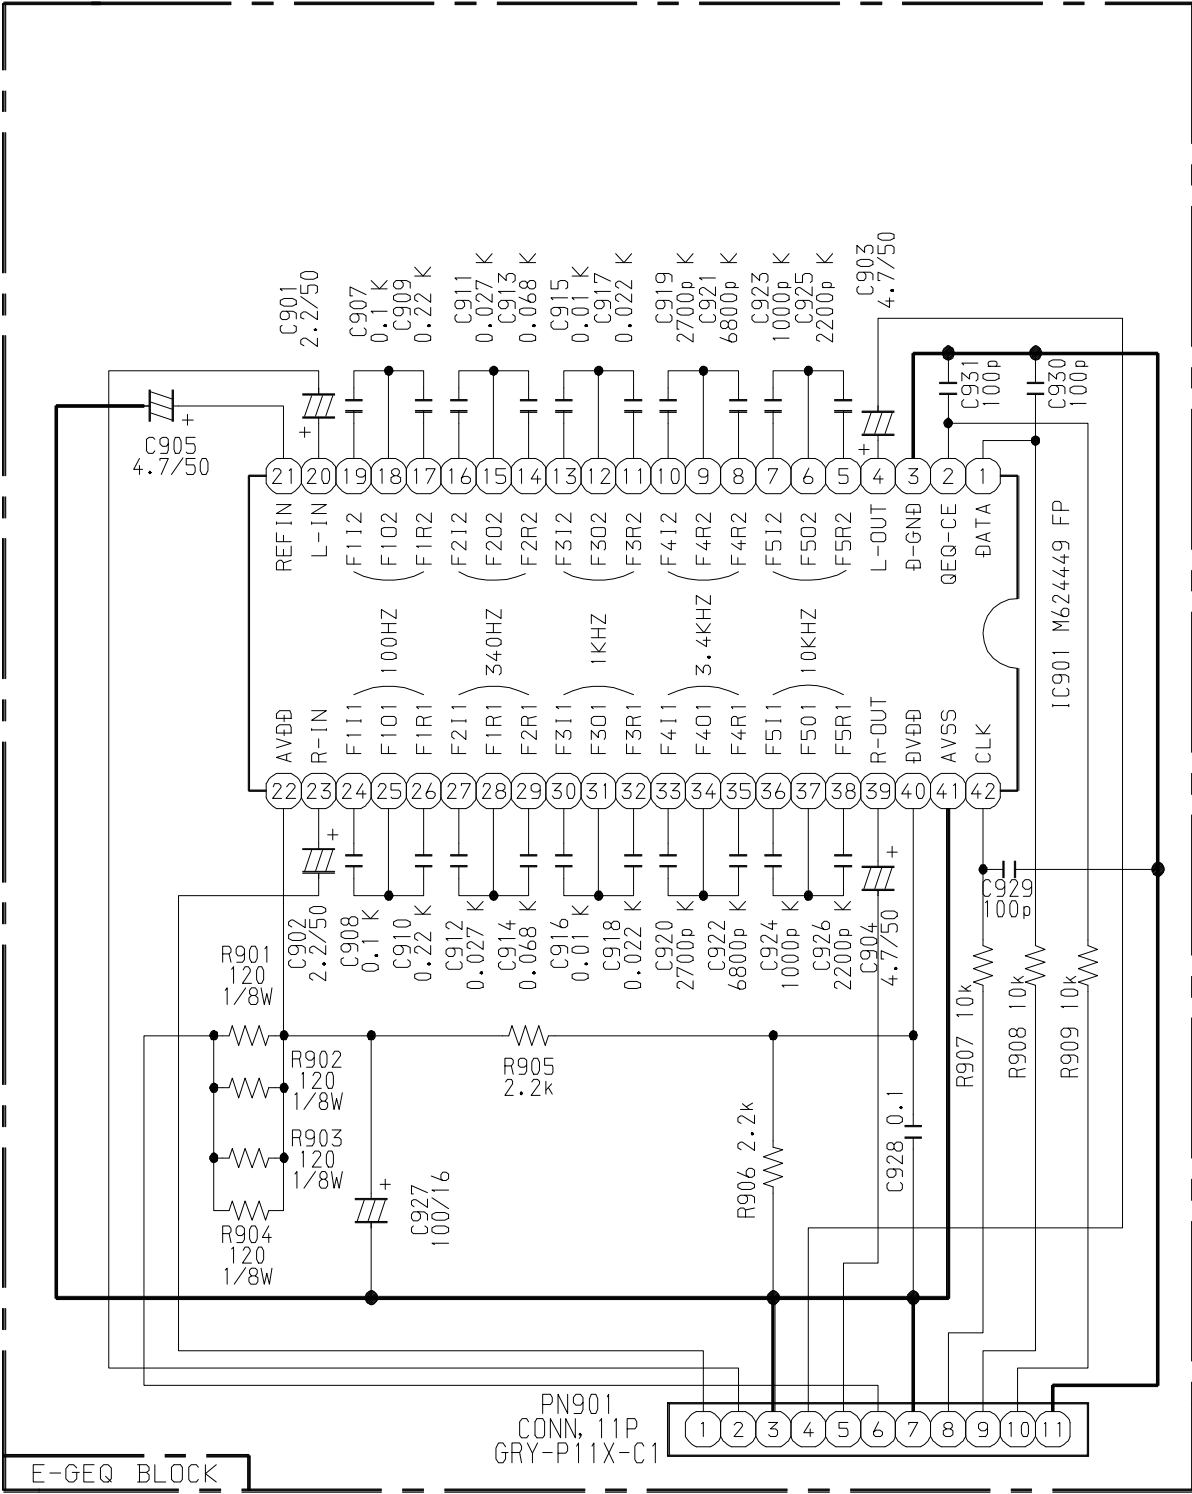 C901
2.2/50
C907
0.1 K
C909
0.22 K
C911
0.027 K
C913
0.068 K
C915
0.01 K
C917
0.022 K
C919
2700p K
C921
6800p K
C923
1000p K
C925
2200p K
C903
4.7/50
C905
4.7/50
+
+
+
C931
100p
C930
100p
21 20 19 18 17 16 15 14 13 12 11 10 9 8 7 6 5 4 3 2 1
REFIN
L-IN
F1I2
F1O2
F1R2
F2I2
F2O2
F2R2
F3I2
F3O2
F3R2
F4I2
F4R2
F4R2
F5I2
F5O2
F5R2
L-OUT
D-GND
QEQ-CE
DATA
100HZ
340HZ
1KHZ
3.4KHZ
10KHZ
IC901 M624449 FP
AVDD
R-IN
F1I1
F1O1
F1R1
F2I1
F1R1
F2R1
F3I1
F3O1
F3R1
F4I1
F4O1
F4R1
F5I1
F5O1
F5R1
R-OUT
DVDD
AVSS
CLK
22 23 24 25 26 27 28 29 30 31 32 33 34 35 36 37 38 39 40 41 42
+
+
C902
2.2/50
C908
0.1 K
C910
0.22 K
C912
0.027 K
C914
0.068 K
C916
0.01 K
C918
0.022 K
C920
2700p K
C922
6800p K
C924
1000p K
C926
2200p K
C904
4.7/50
C929
100p
R901
120
1/8W
R902
120
1/8W
R903
120
1/8W
R904
120
1/8W
R905
2.2k
R906 2.2k
C928 0.1
R907 10k
R908 10k
R909 10k
+
C927
100/16
PN901
CONN, 11P
GRY-P11X-C1
1 2 3 4 5 6 7 8 9 10 11
E-GEQ BLOCK